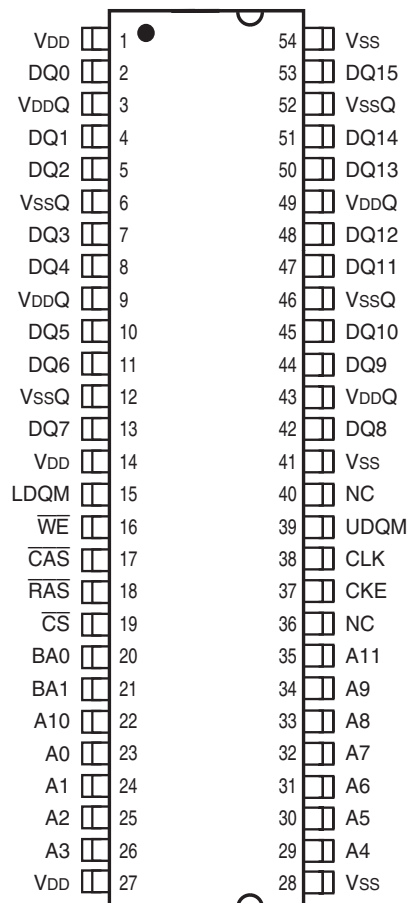 VDD 1 54 VSS
DQ0 2 53 DQ15
VDDQ 3 52 VSSQ
DQ1 4 51 DQ14
DQ2 5 50 DQ13
VSSQ 6 49 VDDQ
DQ3 7 48 DQ12
DQ4 8 47 DQ11
VDDQ 9 46 VSSQ
DQ5 10 45 DQ10
DQ6 11 44 DQ9
VSSQ 12 43 VDDQ
DQ7 13 42 DQ8
VDD 14 41 VSS
LDQM 15 40 NC
W̅E̅ 16 39 UDQM
C̅A̅S̅ 17 38 CLK
R̅A̅S̅ 18 37 CKE
C̅S̅ 19 36 NC
BA0 20 35 A11
BA1 21 34 A9
A10 22 33 A8
A0 23 32 A7
A1 24 31 A6
A2 25 30 A5
A3 26 29 A4
VDD 27 28 VSS